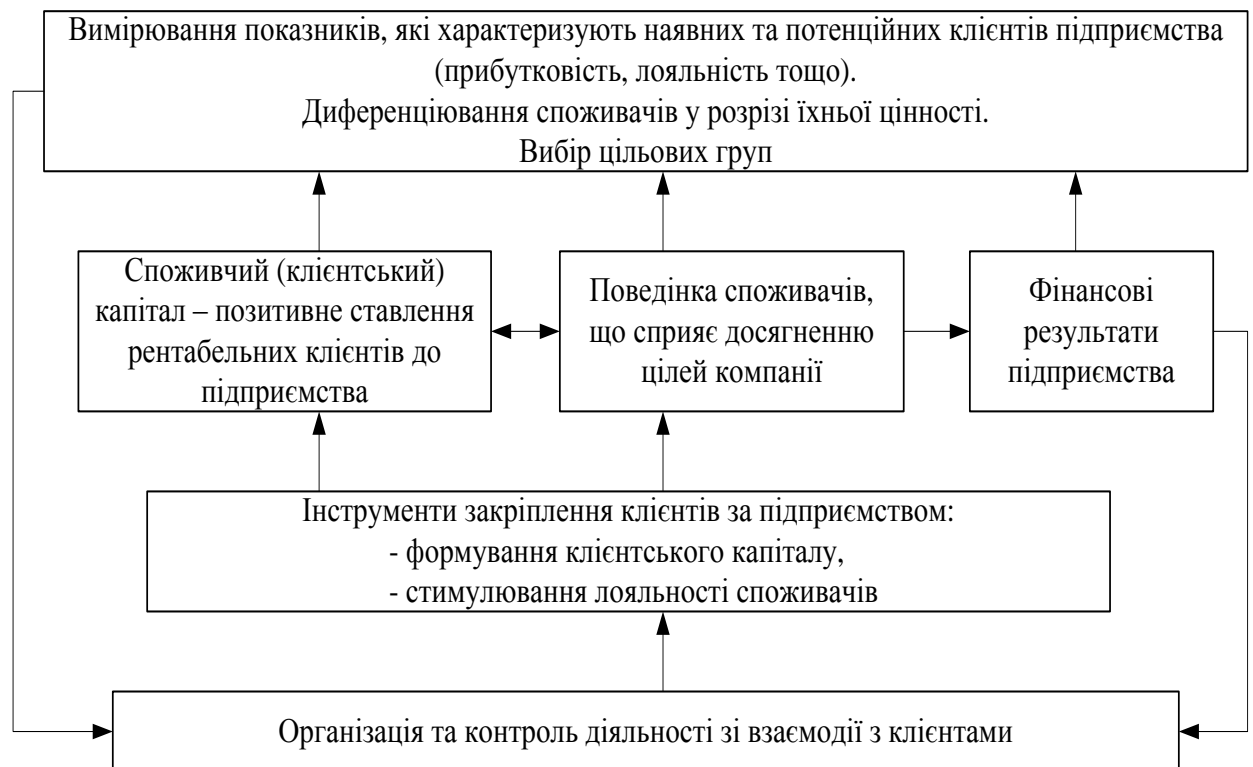 Вимірювання показників, які характеризують наявних та потенційних клієнтів підприємства
(прибутковість, лояльність тощо).
Диференціювання споживачів у розрізі їхньої цінності.
Вибір цільових груп
Споживчий (клієнтський)
капітал – позитивне ставлення
рентабельних клієнтів до
підприємства
Поведінка споживачів,
що сприяє досягненню
цілей компанії
Фінансові
результати
підприємства
Інструменти закріплення клієнтів за підприємством:
- формування клієнтського капіталу,
- стимулювання лояльності споживачів
Організація та контроль діяльності зі взаємодії з клієнтами